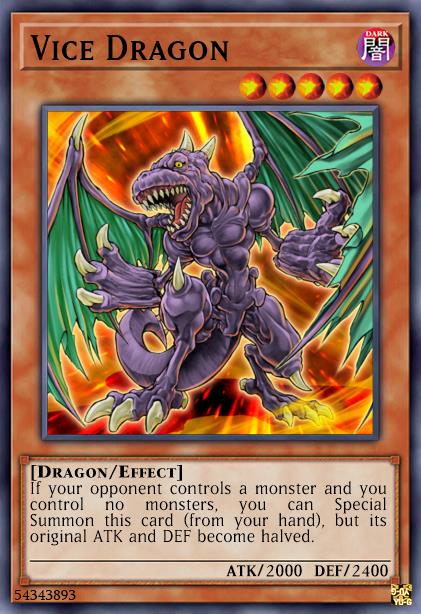 VICE DRAGON
DARK
闇
[DRAGON/EFFECT]
If your opponent controls a monster and you
control no monsters, you can Special
Summon this card (from your hand), but its
original ATK and DEF become halved.
ATK/2000 DEF/2400
54343893